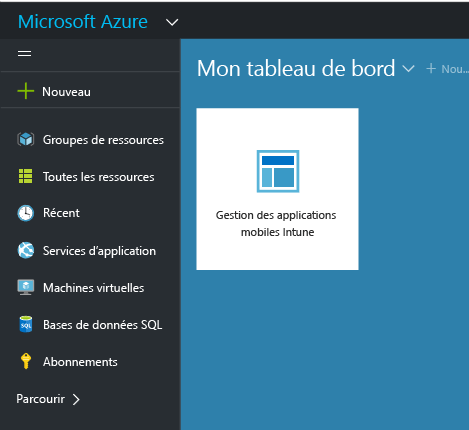 Microsoft Azure
Mon tableau de bord
+ Nou...
Nouveau
Groupes de ressources
Toutes les ressources
Récent
Services d'application
Machines virtuelles
SQL
Bases de données SQL
Abonnements
Parcourir
Gestion des applications
mobiles Intune